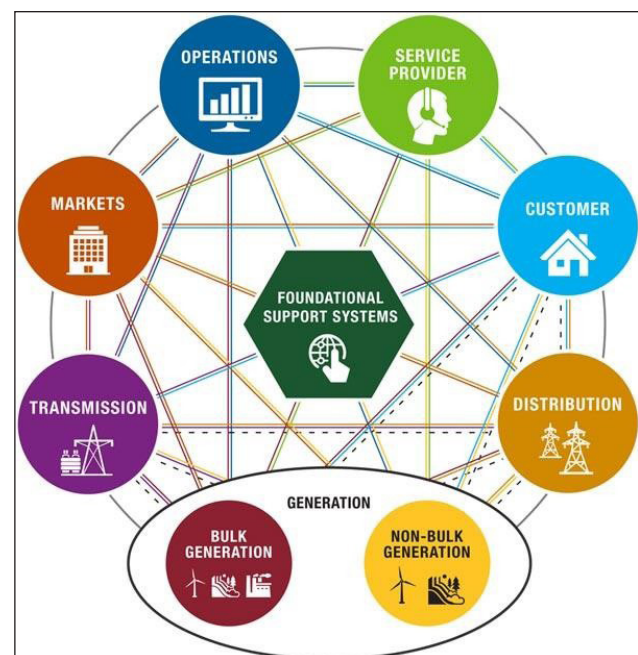 OPERATIONS
SERVICE
PROVIDER
MARKETS
CUSTOMER
FOUNDATIONAL
SUPPORT SYSTEMS
TRANSMISSION
DISTRIBUTION
GENERATION
BULK
GENERATION
NON-BULK
GENERATION